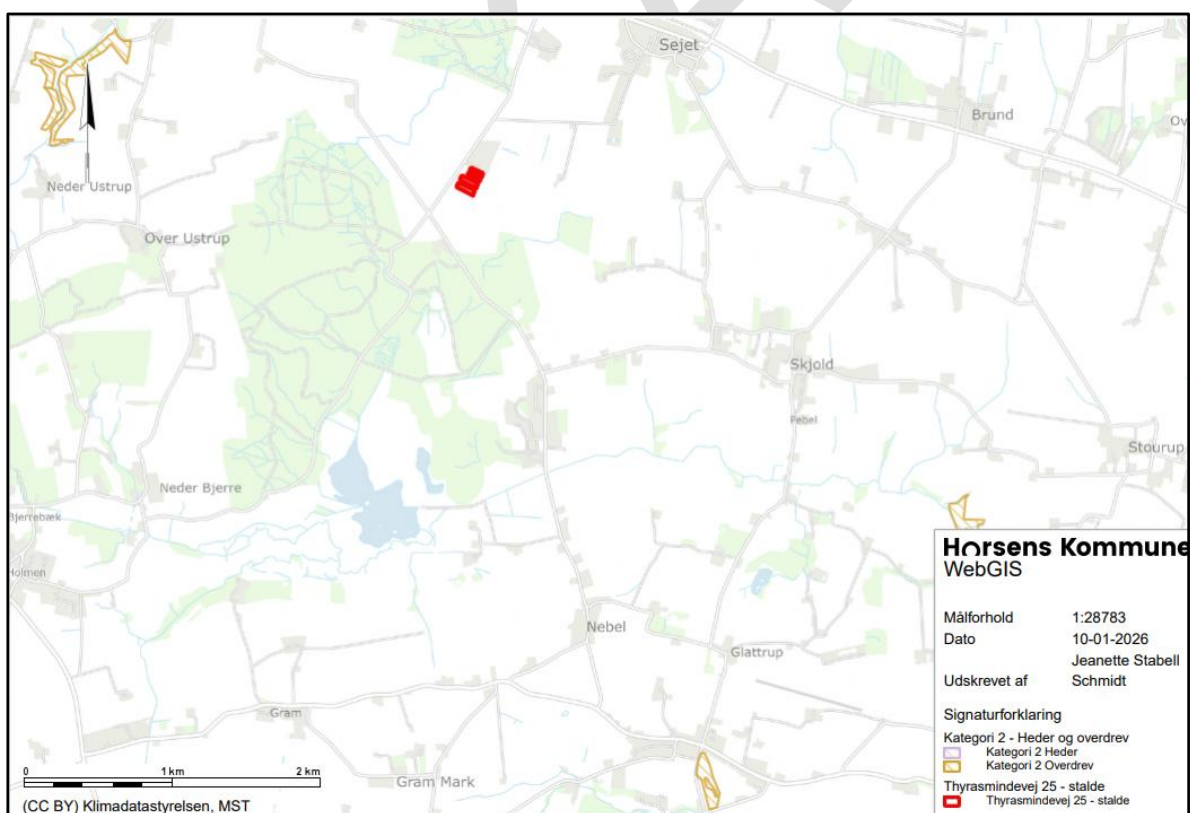 Sejet
Brund
Ov
Neder Ustrup
Over Ustrup
Skjold
Pebel
Stourup
Neder Bjerre
Bjerrebæk
Holmen
Nebel
Glattrup
Gram
Gram Mark
0 1 km 2 km
(CC BY) Klimadatastyrelsen, MST
Horsens Kommune
WebGIS
Målforhold 1:28783
Dato 10-01-2026
Jeanette Stabell
Udskrevet af Schmidt
Signaturforklaring
Kategori 2 - Heder og overdrev
Kategori 2 Heder
Kategori 2 Overdrev
Thyrasmindevej 25 - stalde
Thyrasmindevej 25 - stalde